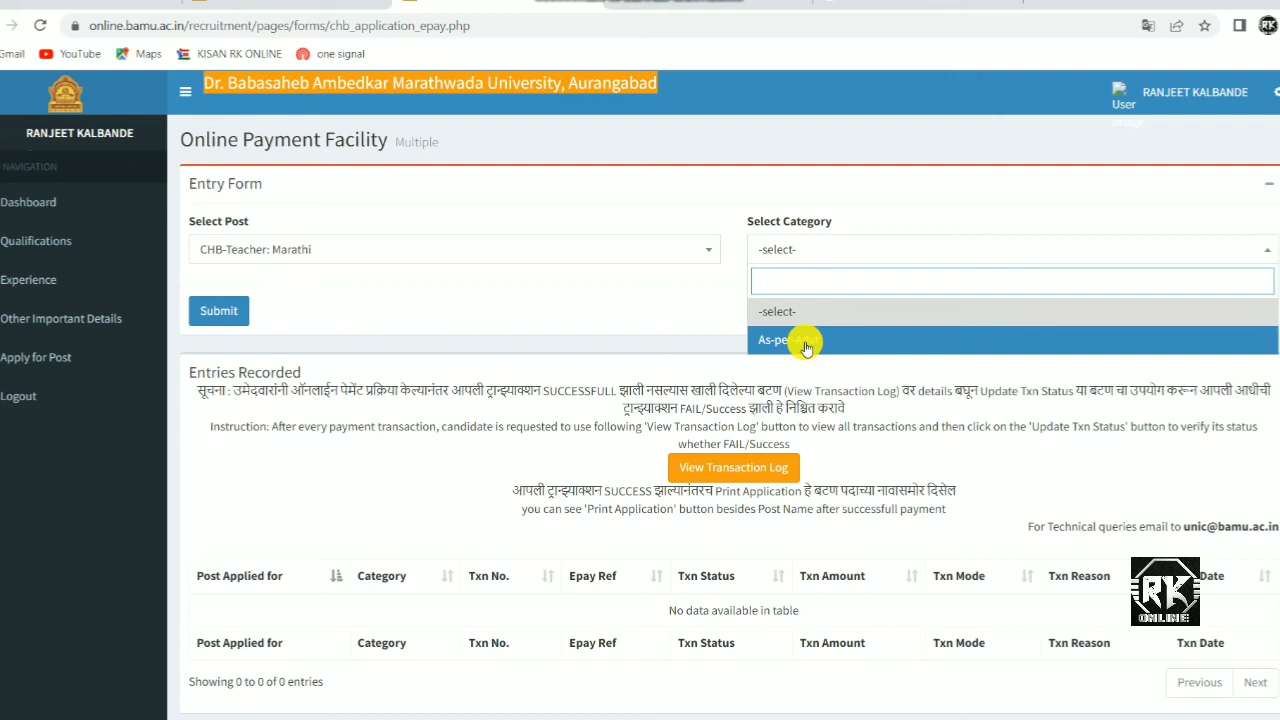 online.bamu.ac.in/recruitment/pages/forms/chb_application_epay.php
RK
Gmail YouTube Maps KISAN RK ONLINE one signal
Dr. Babasaheb Ambedkar Marathwada University, Aurangabad
User image
RANJEET KALBANDE
RANJEET KALBANDE
NAVIGATION
Dashboard
Qualifications
Experience
Other Important Details
Apply for Post
Logout
Online Payment Facility Multiple
Entry Form
Select Post Select Category
CHB-Teacher: Marathi -select-
Submit -select-
As-per-
Entries Recorded
सूचना : उमेदवारांनी ऑनलाईन पेमेंट प्रक्रिया केल्यानंतर आपली ट्रान्झ्याक्शन SUCCESSFULL झाली नसल्यास खाली दिलेल्या बटण (View Transaction Log) वर details बघून Update Txn Status या बटण चा उपयोग करून आपली आधीची
ट्रान्झ्याक्शन FAIL/Success झाली हे निश्चित करावे
Instruction: After every payment transaction, candidate is requested to use following 'View Transaction Log' button to view all transactions and then click on the 'Update Txn Status' button to verify its status
whether FAIL/Success
View Transaction Log
आपली ट्रान्झ्याक्शन SUCCESS झाल्यानंतरच Print Application हे बटण पदाच्या नावासमोर दिसेल
you can see 'Print Application' button besides Post Name after successfull payment
For Technical queries email to unic@bamu.ac.in
Post Applied for Category Txn No. Epay Ref Txn Status Txn Amount Txn Mode Txn Reason Date
No data available in table
Post Applied for Category Txn No. Epay Ref Txn Status Txn Amount Txn Mode Txn Reason Txn Date
RK
ONLINE
Showing 0 to 0 of 0 entries
Previous Next